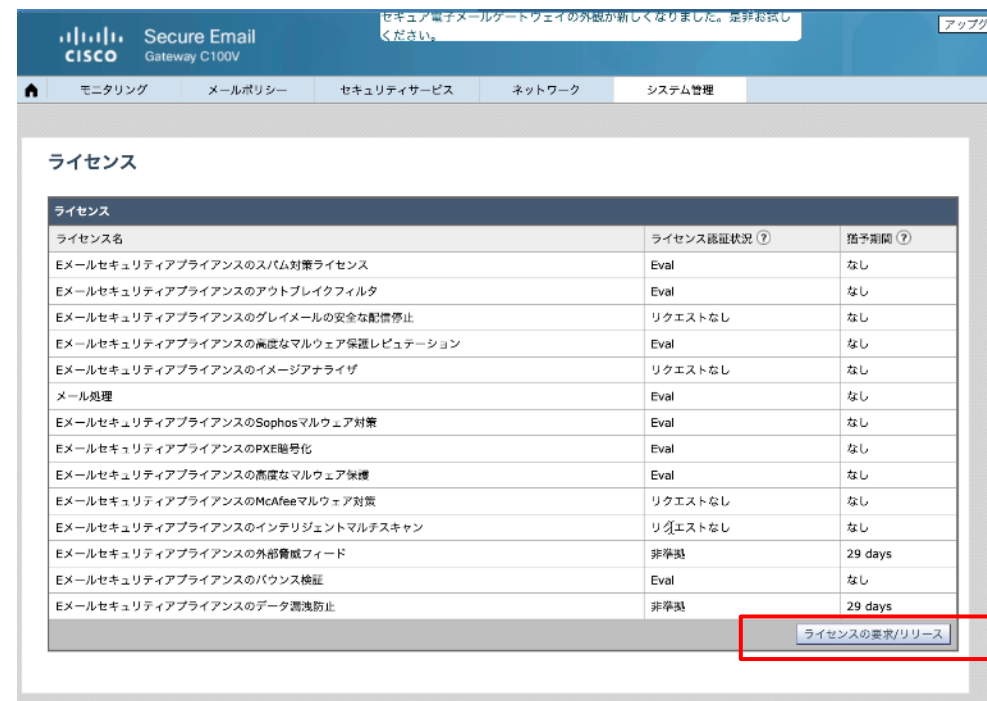 セキュア電子メールゲートウェイの外観が新しくなりました。是非お試し
ください。
アップグ
CISCO
Secure Email
Gateway C100V
モニタリング メールポリシー セキュリティサービス ネットワーク システム管理
ライセンス
ライセンス
ライセンス名 ライセンス認証状況 ? 猶予期間 ?
Eメールセキュリティアプライアンスのスパム対策ライセンス Eval なし
Eメールセキュリティアプライアンスのアウトブレイクフィルタ Eval なし
Eメールセキュリティアプライアンスのグレイメールの安全な配信停止 リクエストなし なし
Eメールセキュリティアプライアンスの高度なマルウェア保護レピュテーション Eval なし
Eメールセキュリティアプライアンスのイメージアナライザ リクエストなし なし
メール処理 Eval なし
EメールセキュリティアプライアンスのSophosマルウェア対策 Eval なし
EメールセキュリティアプライアンスのPXE暗号化 Eval なし
Eメールセキュリティアプライアンスの高度なマルウェア保護 Eval なし
EメールセキュリティアプライアンスのMcAfeeマルウェア対策 リクエストなし なし
Eメールセキュリティアプライアンスのインテリジェントマルチスキャン リクエストなし なし
Eメールセキュリティアプライアンスの外部脅威フィード 非準拠 29 days
Eメールセキュリティアプライアンスのバウンス検証 Eval なし
Eメールセキュリティアプライアンスのデータ漏洩防止 非準拠 29 days
ライセンスの要求/リリース